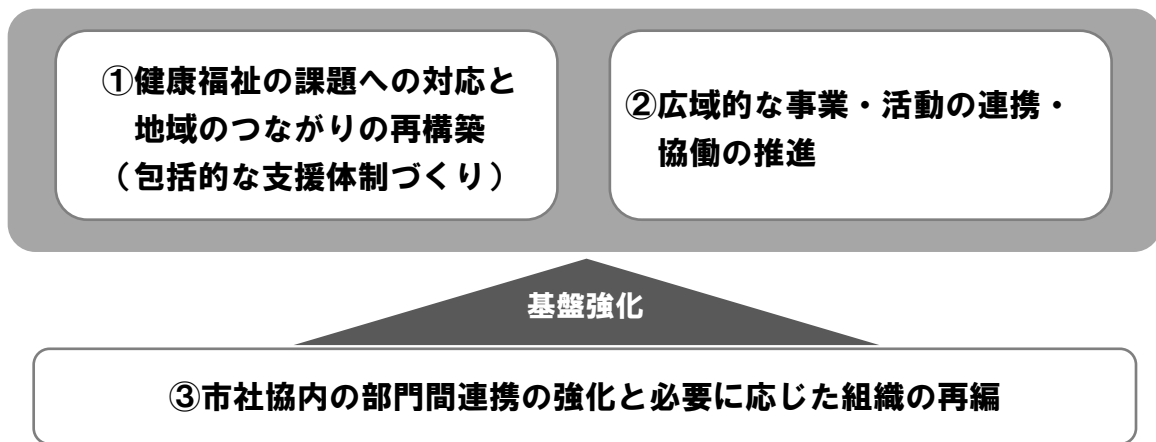 ①健康福祉の課題への対応と
地域のつながりの再構築
（包括的な支援体制づくり）
②広域的な事業・活動の連携・
協働の推進
基盤強化
③市社協内の部門間連携の強化と必要に応じた組織の再編